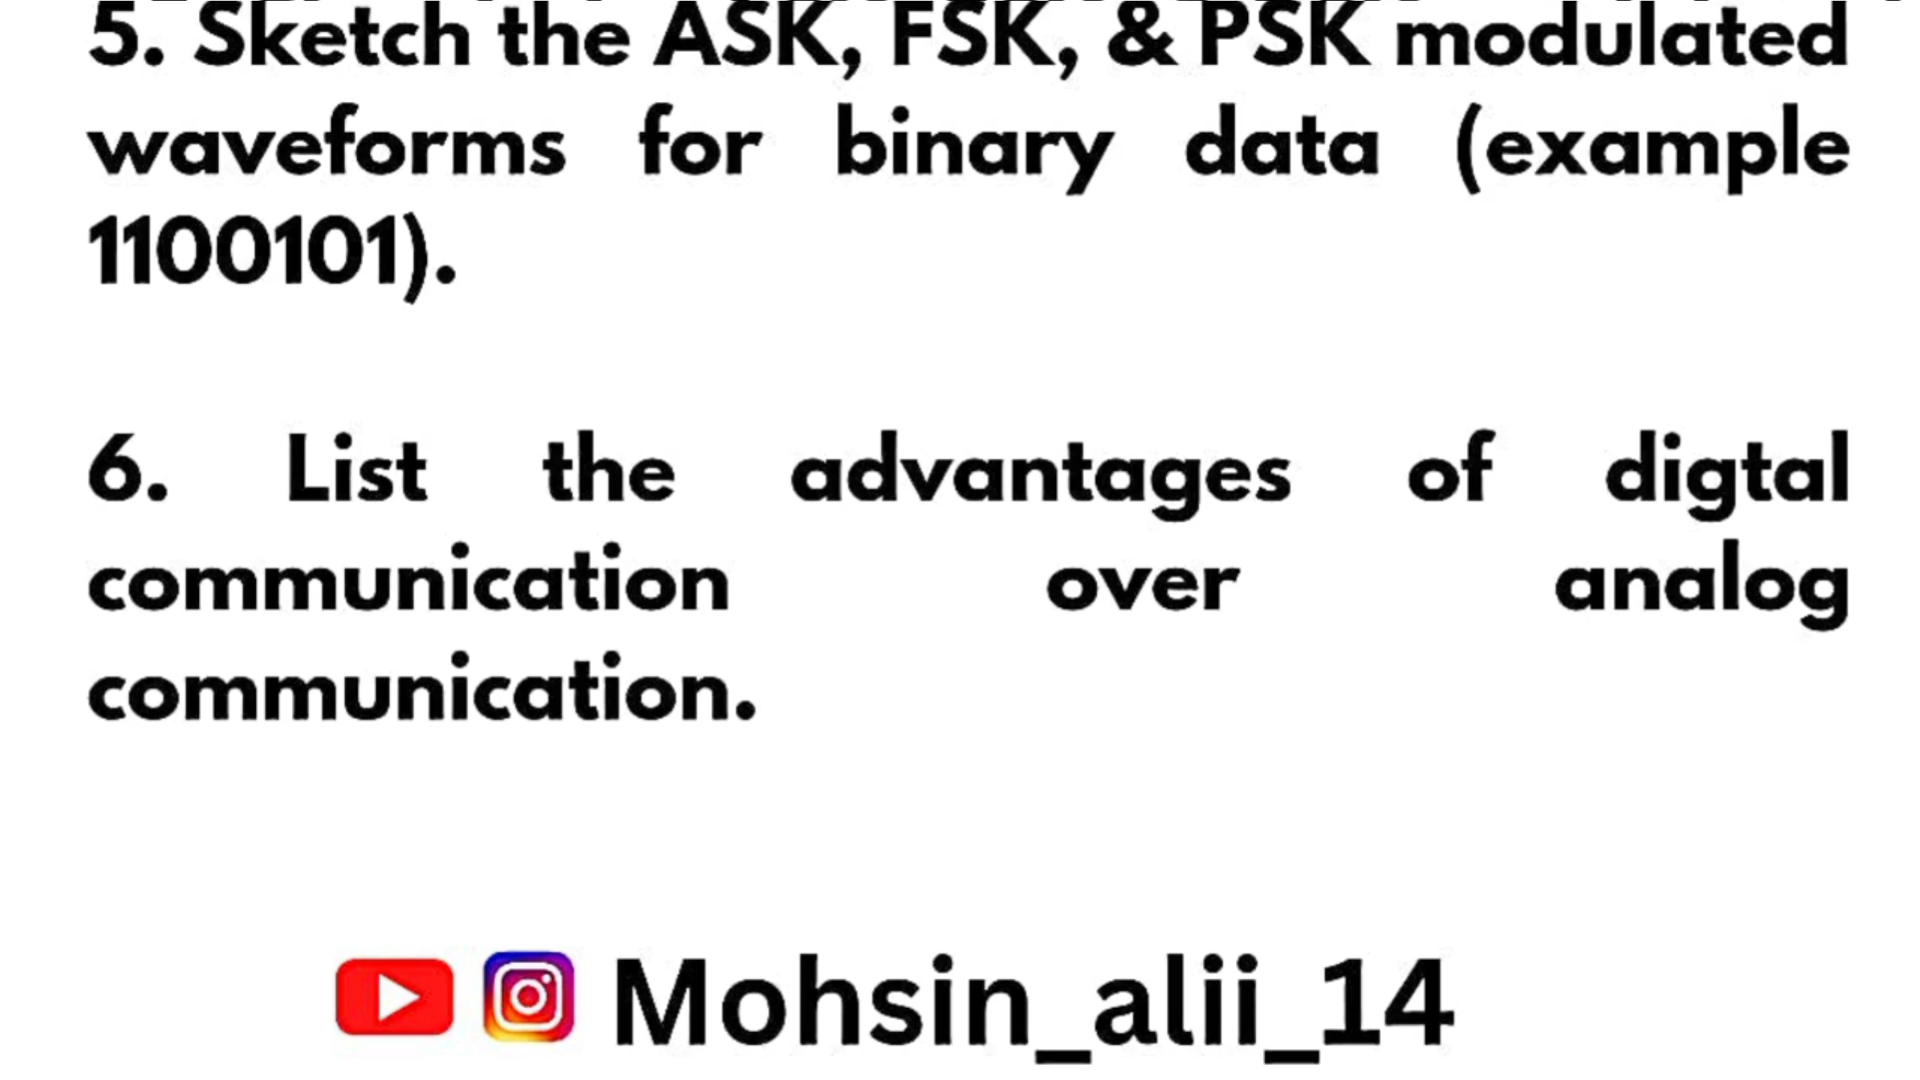 5. Sketch the ASK, FSK, & PSK modulated
waveforms for binary data (example
1100101).
6. List the advantages of digtal
communication over analog
communication.
Mohsin_alii_14